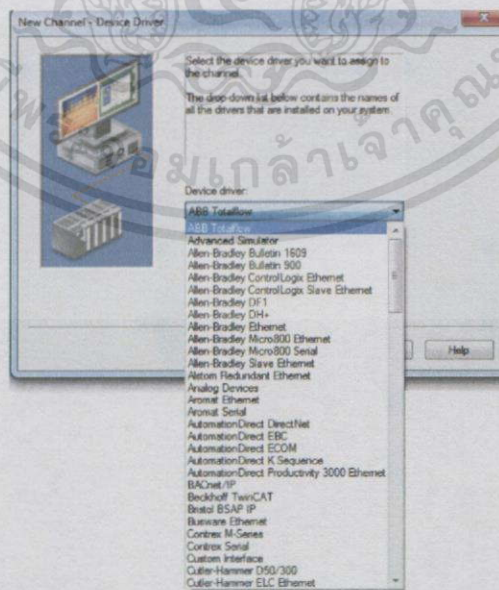 New Channel - Device Driver
Select the device driver you want to assign to
the channel.
The drop-down list below contains the names of
all the drivers that are installed on your system.
Device driver:
ABB Totalflow
ABB Totalflow
Advanced Simulator
Allen-Bradley Bulletin 1609
Allen-Bradley Bulletin 900
Allen-Bradley ControlLogix Ethernet
Allen-Bradley ControlLogix Slave Ethernet
Allen-Bradley DF1
Allen-Bradley DH+
Allen-Bradley Ethernet
Allen-Bradley Micro800 Ethernet
Allen-Bradley Micro800 Serial
Allen-Bradley Slave Ethernet
Alstom Redundant Ethernet
Analog Devices
Aromat Ethernet
Aromat Serial
AutomationDirect DirectNet
AutomationDirect EBC
AutomationDirect ECOM
AutomationDirect K Sequence
AutomationDirect Productivity 3000 Ethernet
BACnet/IP
Beckhoff TwinCAT
Bristol BSAP IP
Busware Ethernet
Contrex M-Series
Contrex Serial
Custom Interface
Cutler-Hammer D50/300
Cutler-Hammer ELC Ethernet
Help